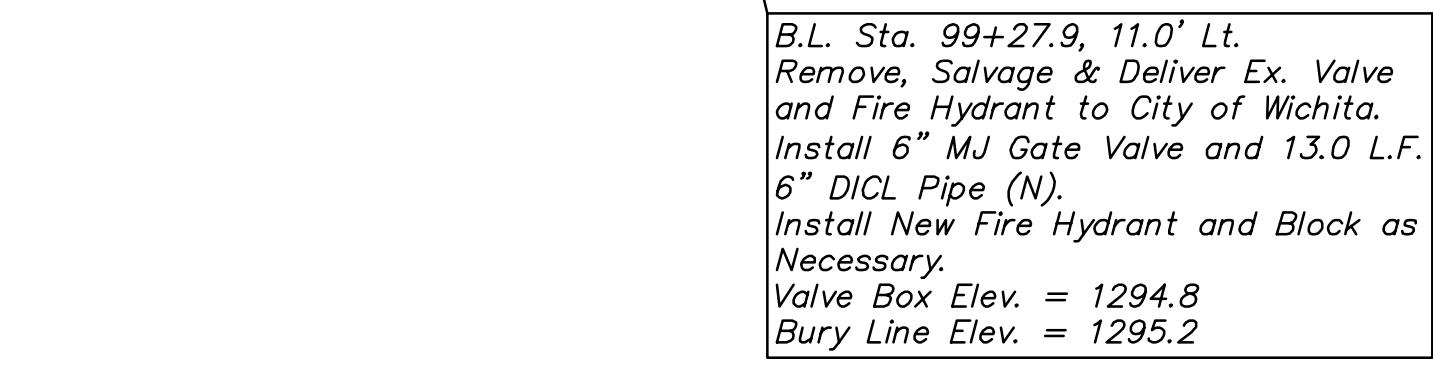 B.L. Sta. 99+27.9, 11.0' Lt.
Remove, Salvage & Deliver Ex. Valve
and Fire Hydrant to City of Wichita.
Install 6" MJ Gate Valve and 13.0 L.F.
6" DICL Pipe (N).
Install New Fire Hydrant and Block as
Necessary.
Valve Box Elev. = 1294.8
Bury Line Elev. = 1295.2